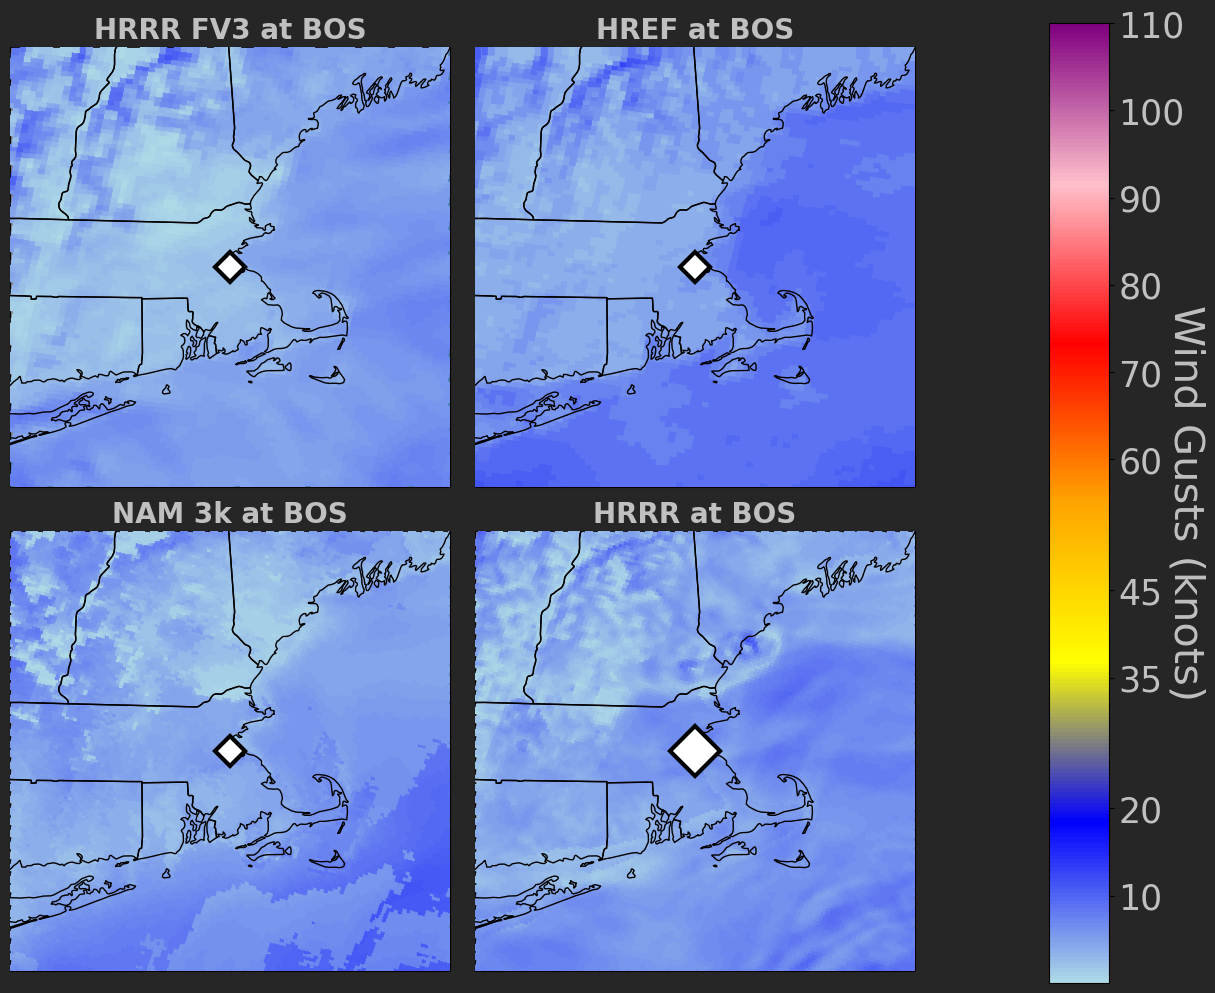 HRRR FV3 at BOS
HREF at BOS
NAM 3k at BOS
HRRR at BOS
110
100
90
80
70
60
45
35
20
10
Wind Gusts (knots)